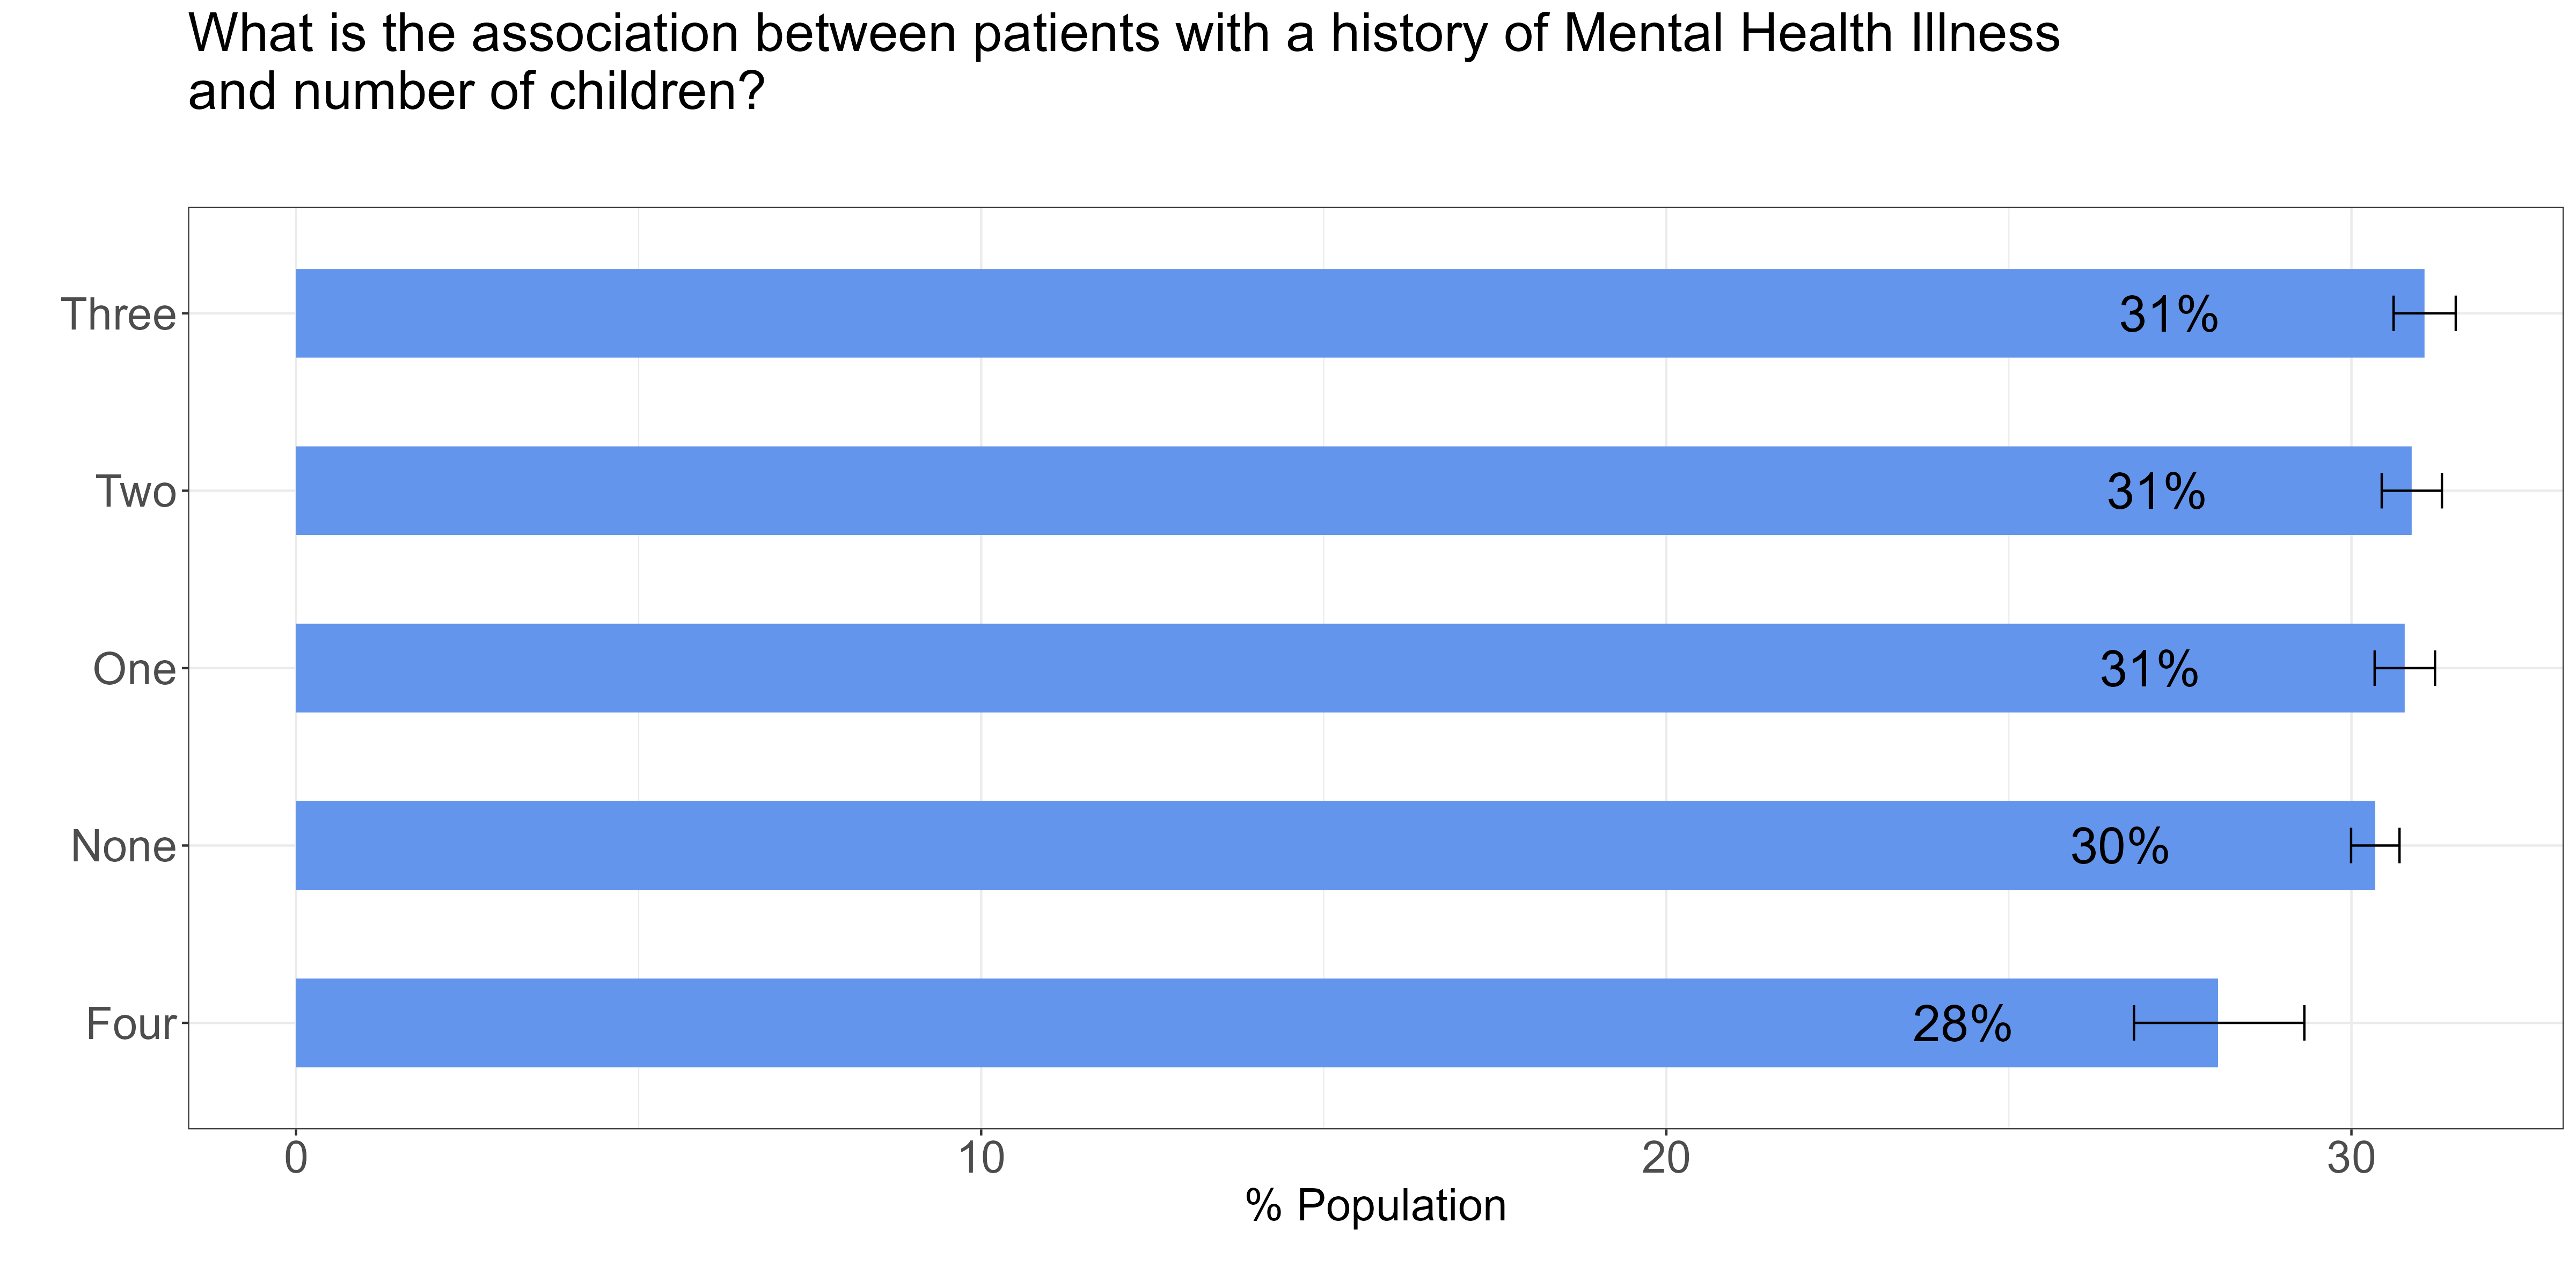 What is the association between patients with a history of Mental Health Illness
and number of children?
Three
31%
Two
31%
One
31%
None
30%
Four
28%
0
10
20
30
% Population